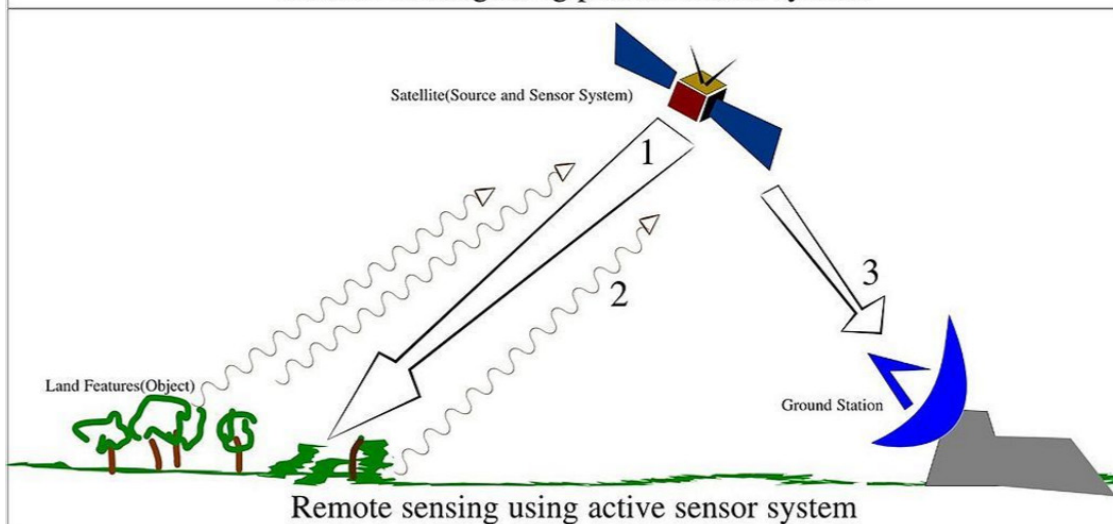 Satellite(Source and Sensor System)
1
2
3
Land Features(Object)
Ground Station
Remote sensing using active sensor system